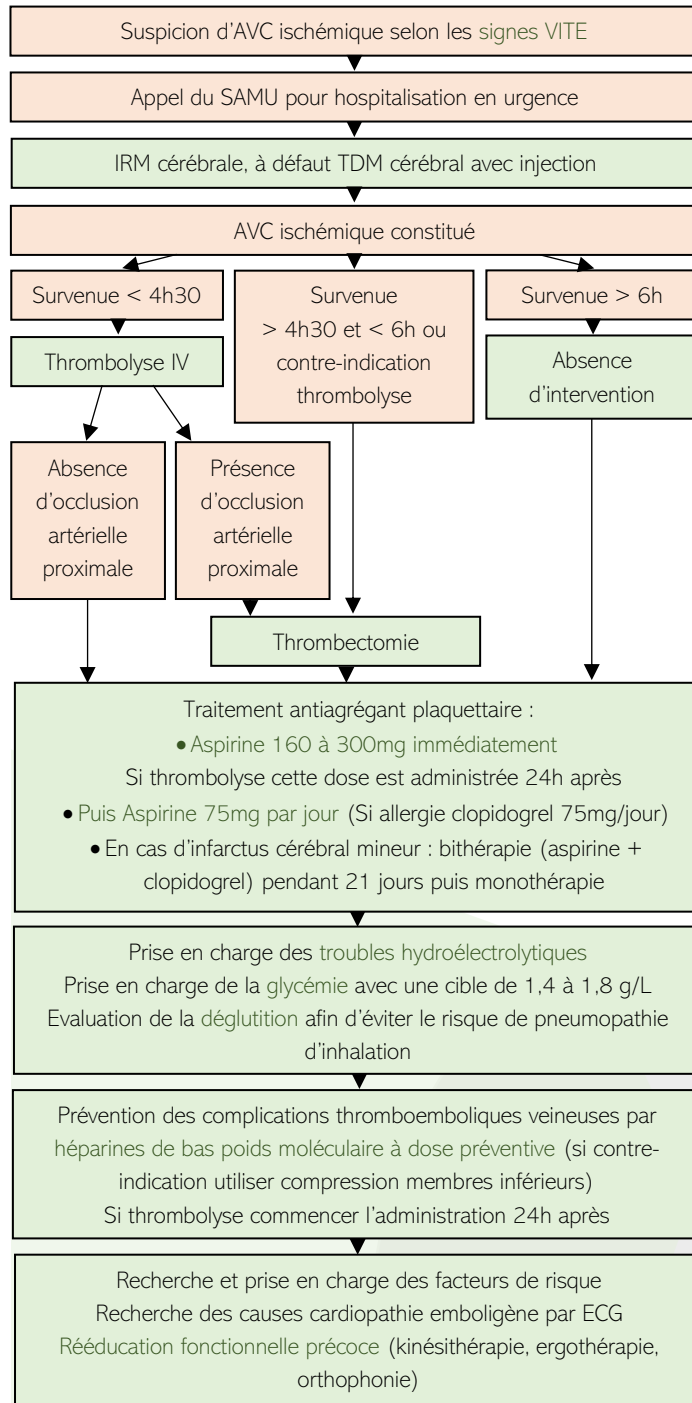 Suspicion d’AVC ischémique selon les signes VITE
Appel du SAMU pour hospitalisation en urgence
IRM cérébrale, à défaut TDM cérébral avec injection
AVC ischémique constitué
Survenue < 4h30
Thrombolyse IV
Survenue
> 4h30 et < 6h ou
contre-indication
thrombolyse
Survenue > 6h
Absence
d’intervention
Absence
d’occlusion
artérielle
proximale
Présence
d’occlusion
artérielle
proximale
Thrombectomie
Traitement antiagrégant plaquettaire :
• Aspirine 160 à 300mg immédiatement
Si thrombolyse cette dose est administrée 24h après
• Puis Aspirine 75mg par jour (Si allergie clopidogrel 75mg/jour)
• En cas d’infarctus cérébral mineur : bithérapie (aspirine +
clopidogrel) pendant 21 jours puis monothérapie
Prise en charge des troubles hydroélectrolytiques
Prise en charge de la glycémie avec une cible de 1,4 à 1,8 g/L
Evaluation de la déglutition afin d’éviter le risque de pneumopathie
d’inhalation
Prévention des complications thromboemboliques veineuses par
héparines de bas poids moléculaire à dose préventive (si contre-
indication utiliser compression membres inférieurs)
Si thrombolyse commencer l’administration 24h après
Recherche et prise en charge des facteurs de risque
Recherche des causes cardiopathie emboligène par ECG
Rééducation fonctionnelle précoce (kinésithérapie, ergothérapie,
orthophonie)